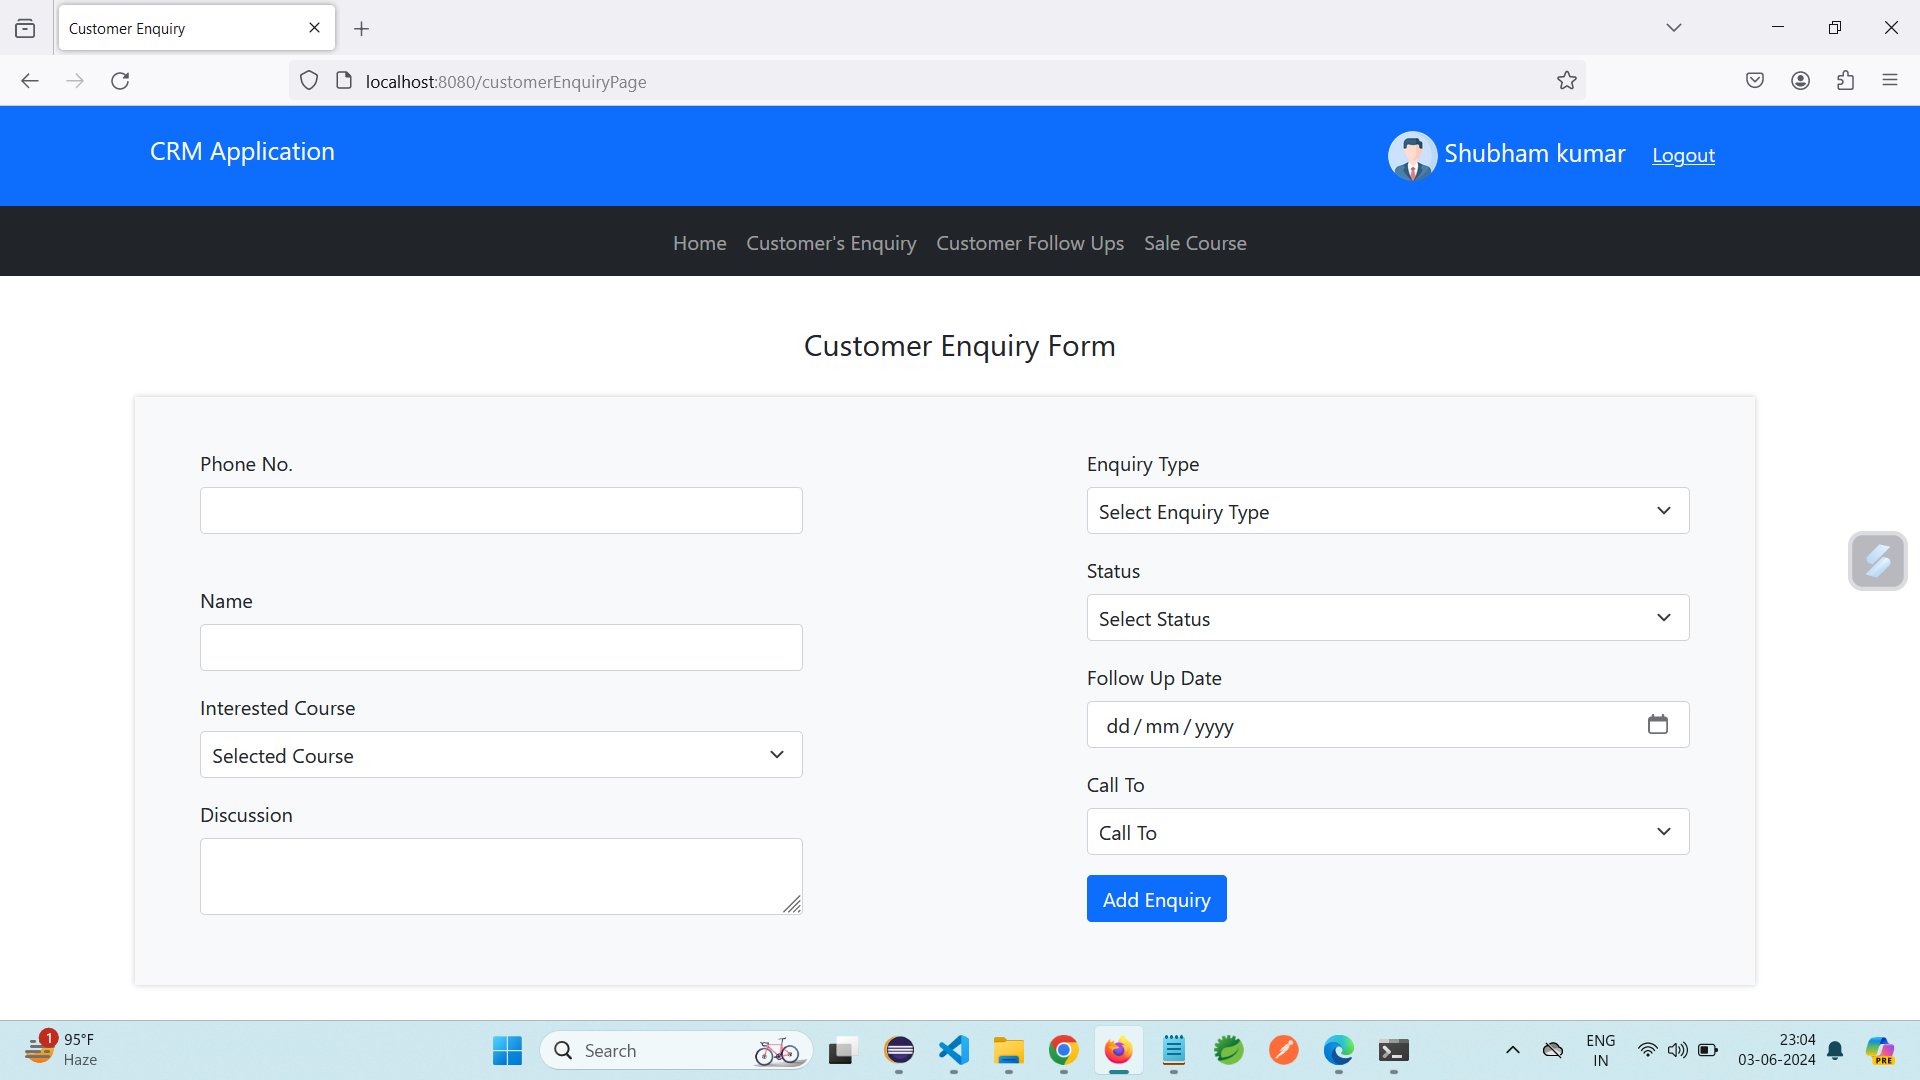 Customer Enquiry
localhost:8080/customerEnquiryPage
CRM Application
Shubham kumar
Logout
Home
Customer's Enquiry
Customer Follow Ups
Sale Course
Customer Enquiry Form
Phone No.
Name
Interested Course
Selected Course
Discussion
Enquiry Type
Select Enquiry Type
Status
Select Status
Follow Up Date
dd/mm/yyyy
Call To
Call To
Add Enquiry
1
95°F
Haze
Search
ENG
IN
23:04
03-06-2024
PRE